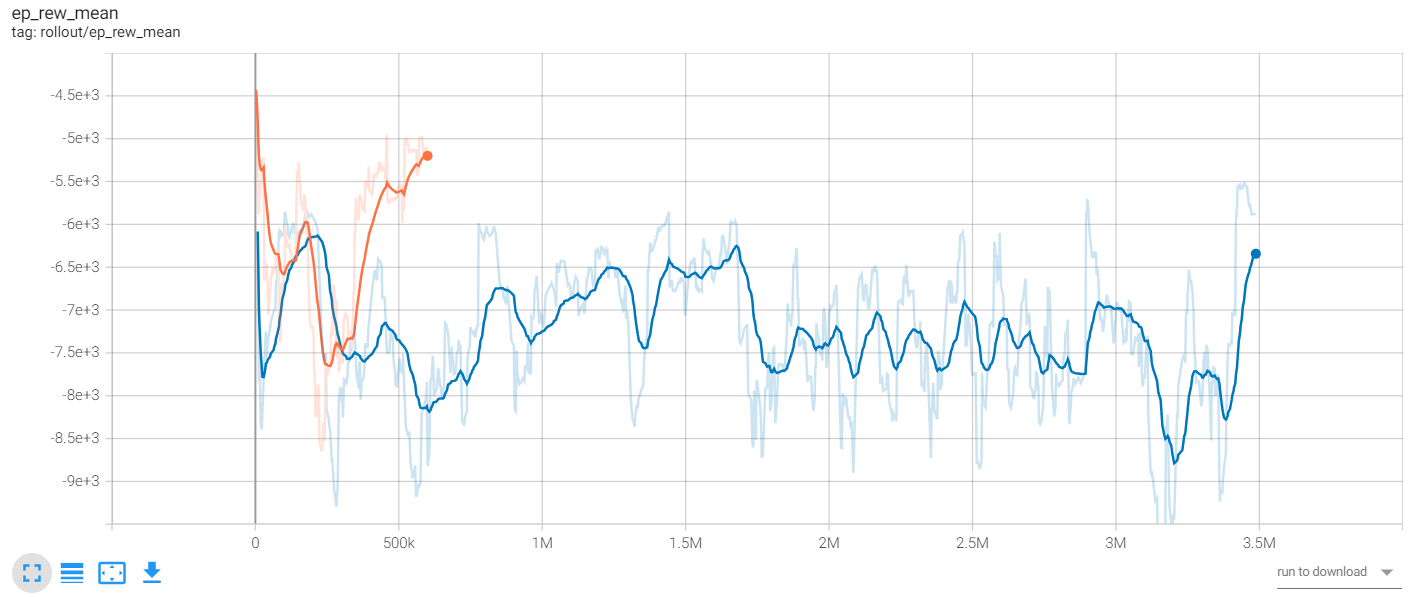 ep_rew_mean
tag: rollout/ep_rew_mean
-4.5e+3
-5e+3
-5.5e+3
-6e+3
-6.5e+3
-7e+3
-7.5e+3
-8e+3
-8.5e+3
-9e+3
0 500k 1M 1.5M 2M 2.5M 3M 3.5M
run to download